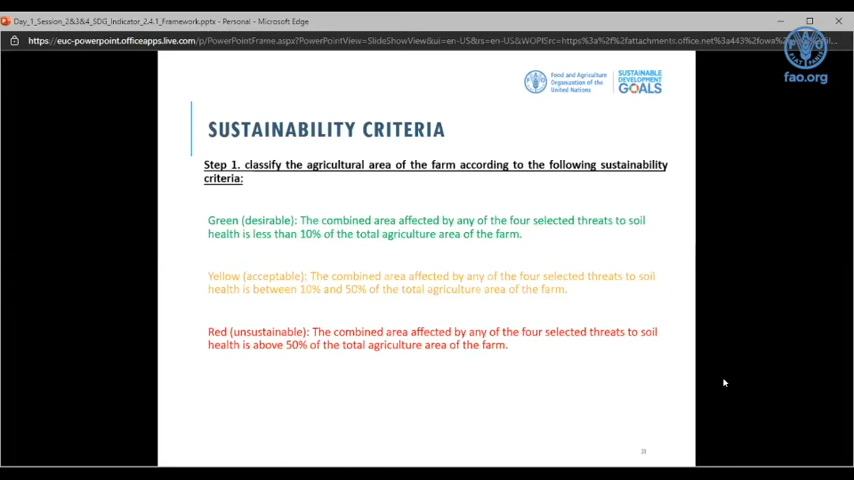 Day_1_Session_2&3&4_SDG_Indicator_2.4.1_Framework.pptx - Personal - Microsoft Edge
https://euc-powerpoint.officeapps.live.com/p/PowerPointFrame.aspx?PowerPointView=SlideShowView&ui=en-US&rs=en-US&WOPISrc=https%3a%2f%2fattachments.office.net%3a443%2fowa%
fao.org
Food and Agriculture
Organization of the
United Nations
SUSTAINABLE
DEVELOPMENT
GOALS
SUSTAINABILITY CRITERIA
Step 1. classify the agricultural area of the farm according to the following sustainability
criteria:
Green (desirable): The combined area affected by any of the four selected threats to soil
health is less than 10% of the total agriculture area of the farm.
Yellow (acceptable): The combined area affected by any of the four selected threats to soil
health is between 10% and 50% of the total agriculture area of the farm.
Red (unsustainable): The combined area affected by any of the four selected threats to soil
health is above 50% of the total agriculture area of the farm.